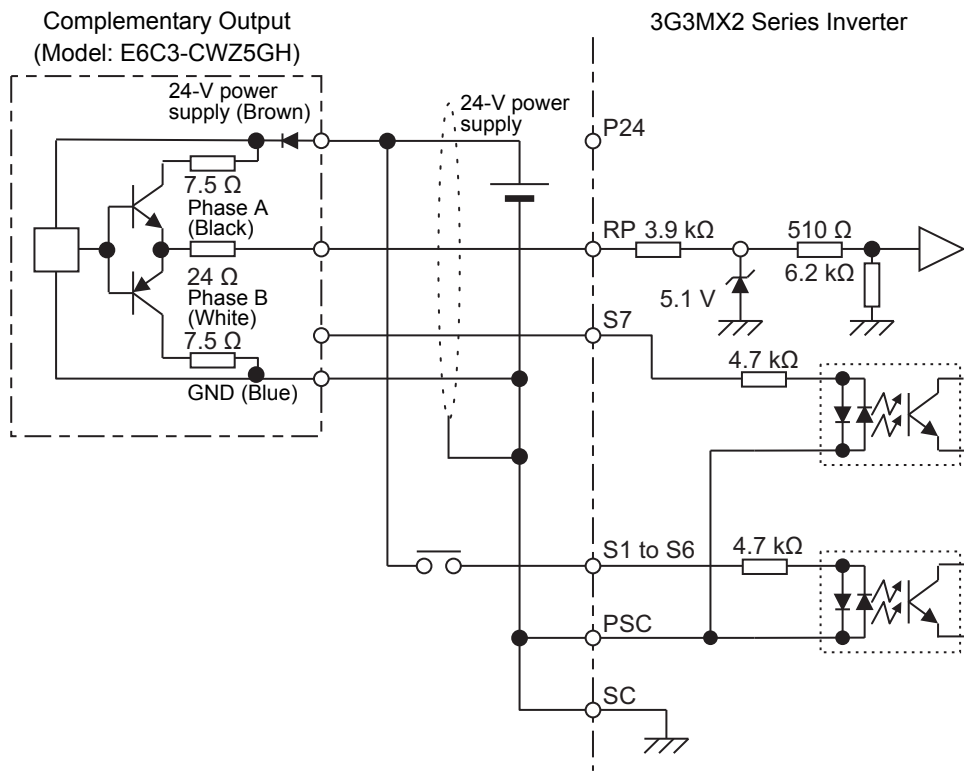 Complementary Output
(Model: E6C3-CWZ5GH)
3G3MX2 Series Inverter
24-V power
supply (Brown)
24-V power
supply
P24
7.5 Ω
Phase A
(Black)
RP
3.9 kΩ
510 Ω
6.2 kΩ
5.1 V
24 Ω
Phase B
(White)
S7
7.5 Ω
4.7 kΩ
GND (Blue)
S1 to S6
4.7 kΩ
PSC
SC